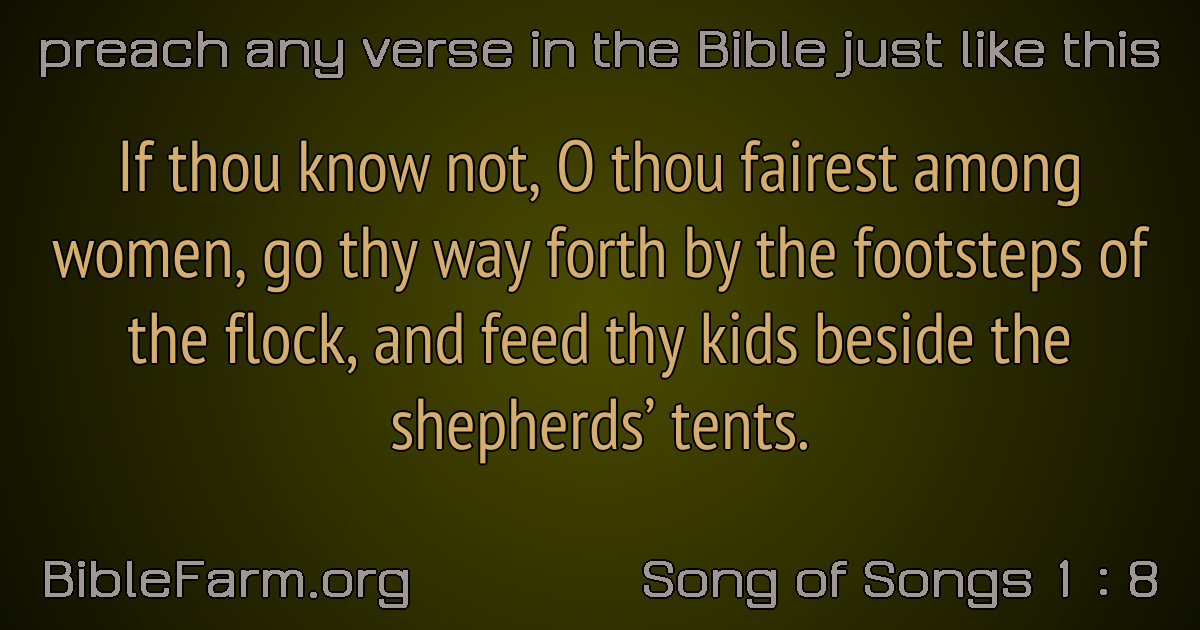 preach any verse in the Bible just like this
If thou know not, O thou fairest among
women, go thy way forth by the footsteps of
the flock, and feed thy kids beside the
shepherds’ tents.
BibleFarm.org
Song of Songs 1 : 8